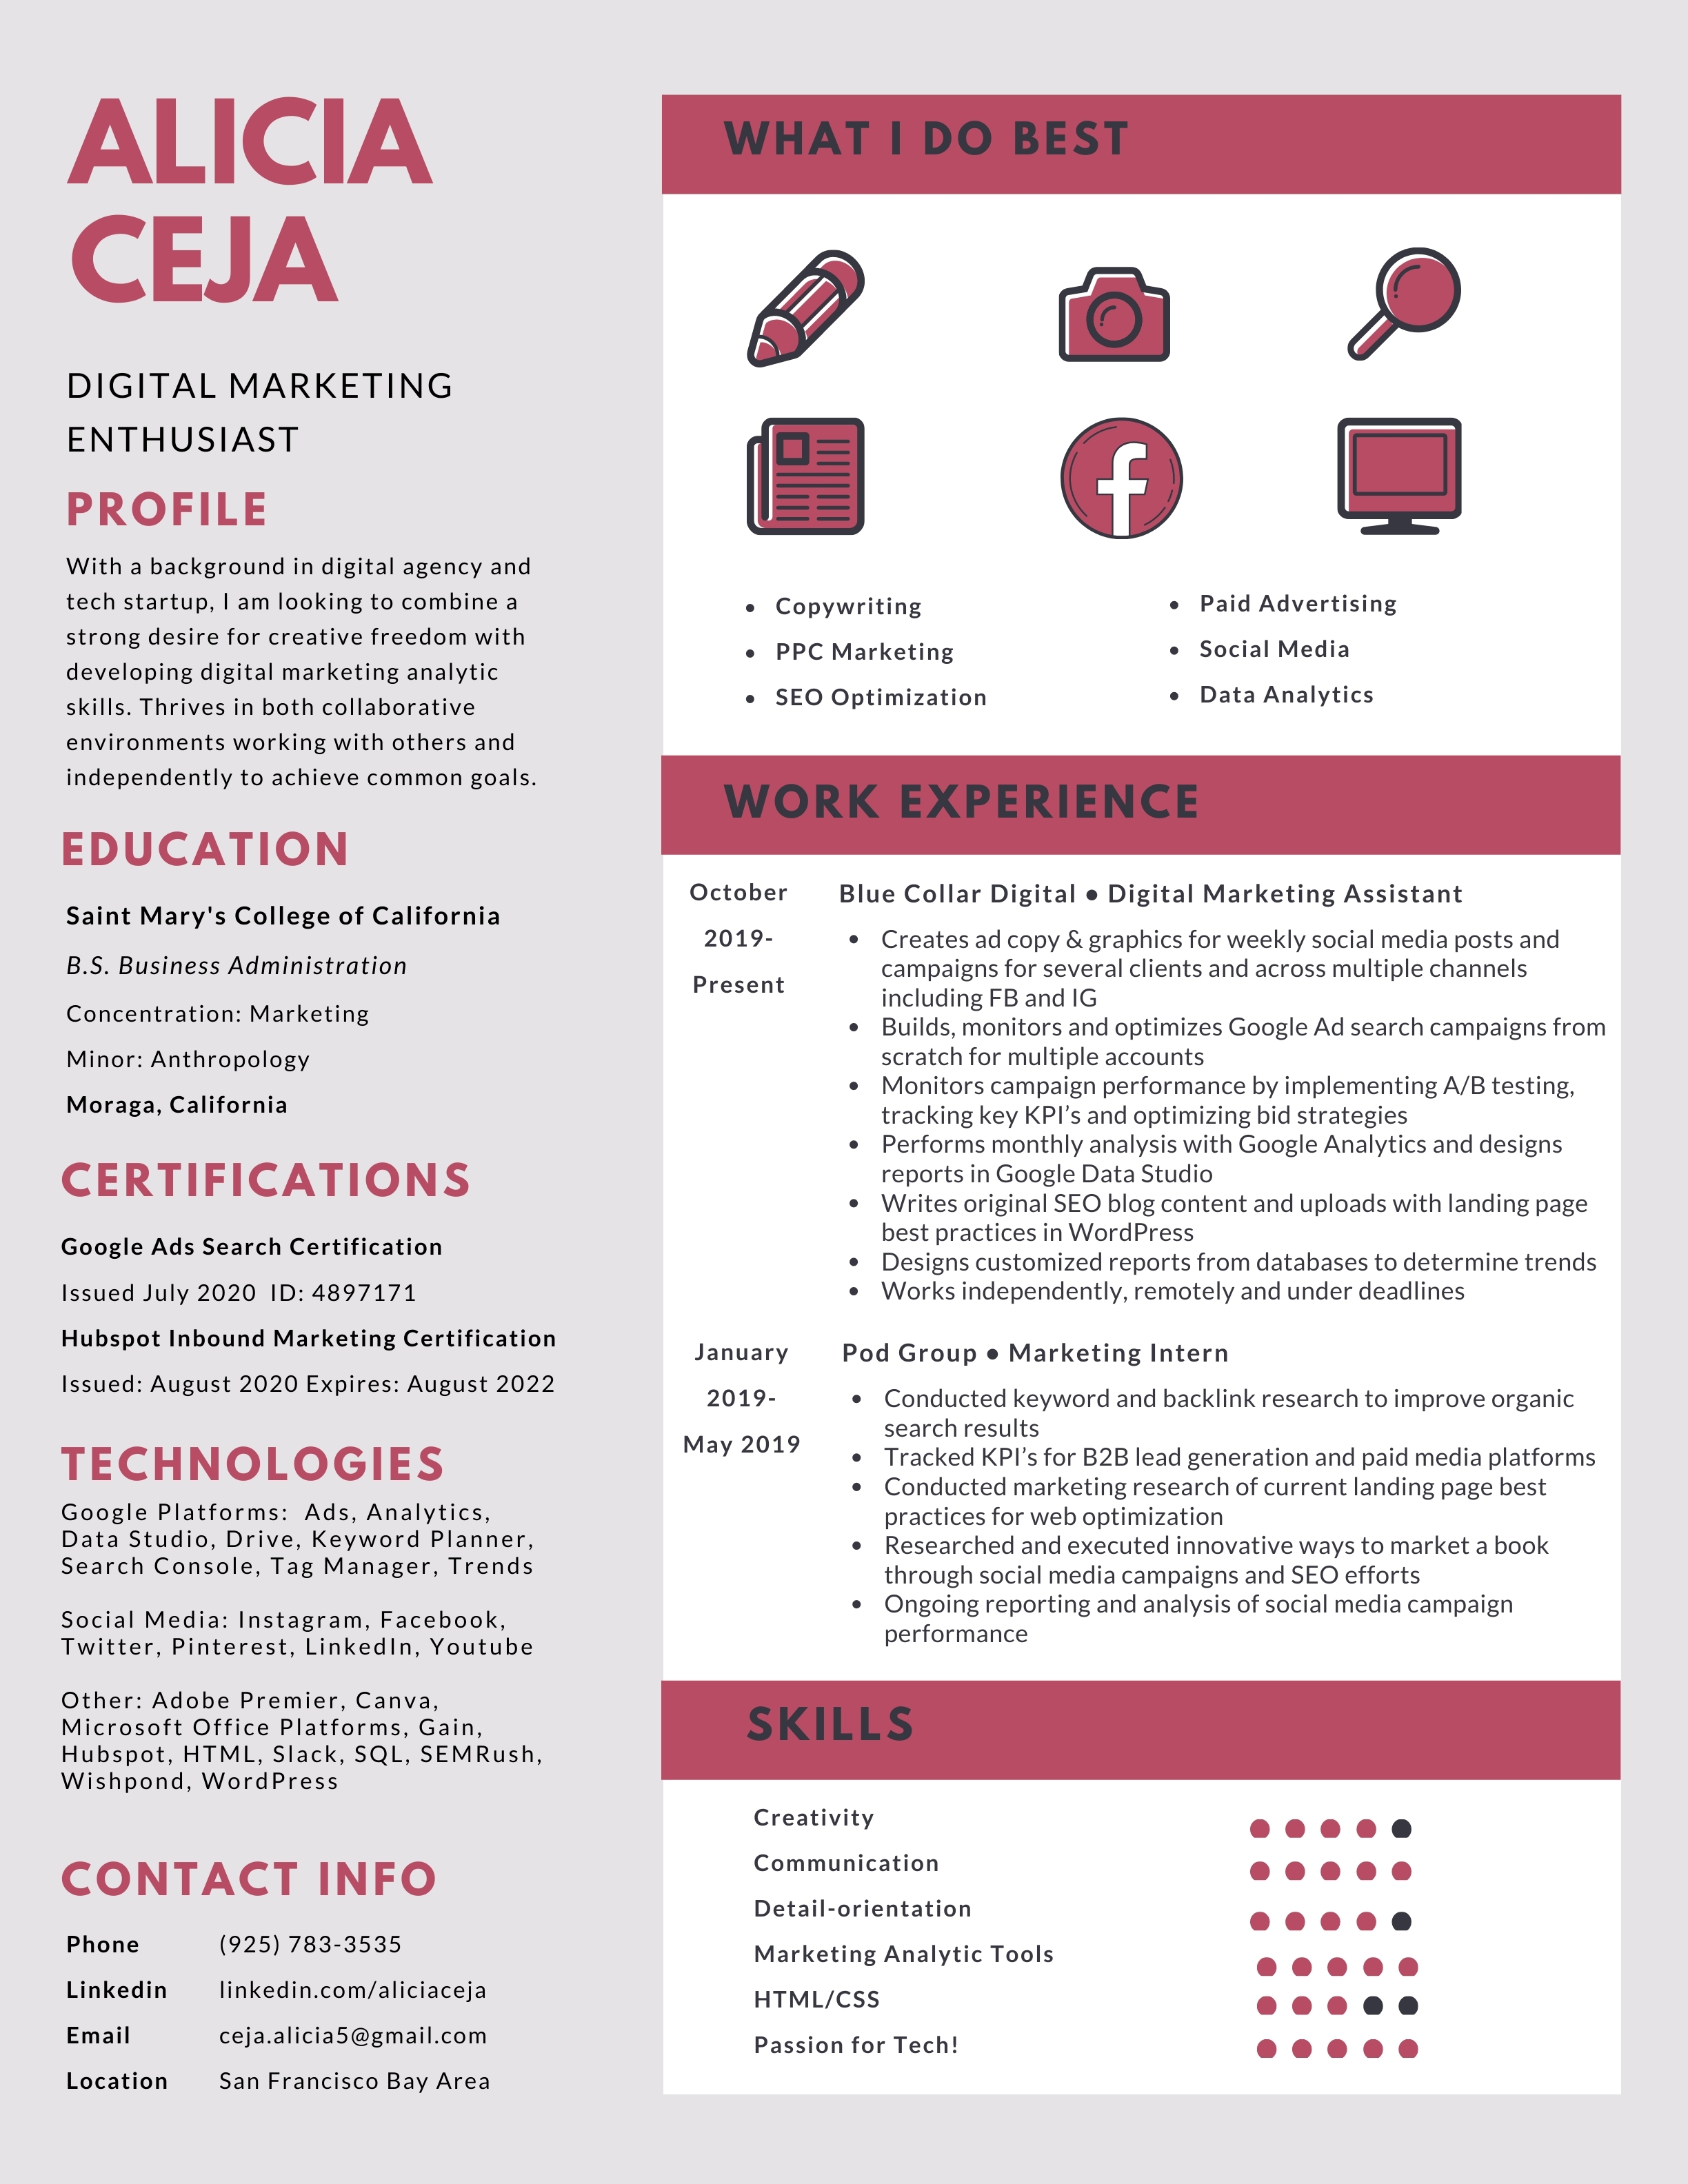 ALICIA
CEJA
DIGITAL MARKETING
ENTHUSIAST
PROFILE
With a background in digital agency and
tech startup, I am looking to combine a
strong desire for creative freedom with
developing digital marketing analytic
skills. Thrives in both collaborative
environments working with others and
independently to achieve common goals.
EDUCATION
Saint Mary's College of California
B.S. Business Administration
Concentration: Marketing
Minor: Anthropology
Moraga, California
CERTIFICATIONS
Google Ads Search Certification
Issued July 2020  ID: 4897171
Hubspot Inbound Marketing Certification
Issued: August 2020 Expires: August 2022
TECHNOLOGIES
Google Platforms:  Ads, Analytics,
Data Studio, Drive, Keyword Planner,
Search Console, Tag Manager, Trends
Social Media: Instagram, Facebook,
Twitter, Pinterest, LinkedIn, Youtube
Other: Adobe Premier, Canva,
Microsoft Office Platforms, Gain,
Hubspot, HTML, Slack, SQL, SEMRush,
Wishpond, WordPress
CONTACT INFO
Phone (925) 783-3535
Linkedin linkedin.com/aliciaceja
Email ceja.alicia5@gmail.com
Location San Francisco Bay Area
WHAT I DO BEST
• Copywriting
• PPC Marketing
• SEO Optimization
• Paid Advertising
• Social Media
• Data Analytics
WORK EXPERIENCE
October
2019-
Present
Blue Collar Digital • Digital Marketing Assistant
• Creates ad copy & graphics for weekly social media posts and
campaigns for several clients and across multiple channels
including FB and IG
• Builds, monitors and optimizes Google Ad search campaigns from
scratch for multiple accounts
• Monitors campaign performance by implementing A/B testing,
tracking key KPI’s and optimizing bid strategies
• Performs monthly analysis with Google Analytics and designs
reports in Google Data Studio
• Writes original SEO blog content and uploads with landing page
best practices in WordPress
• Designs customized reports from databases to determine trends
• Works independently, remotely and under deadlines
January
2019-
May 2019
Pod Group • Marketing Intern
• Conducted keyword and backlink research to improve organic
search results
• Tracked KPI’s for B2B lead generation and paid media platforms
• Conducted marketing research of current landing page best
practices for web optimization
• Researched and executed innovative ways to market a book
through social media campaigns and SEO efforts
• Ongoing reporting and analysis of social media campaign
performance
SKILLS
Creativity
Communication
Detail-orientation
Marketing Analytic Tools
HTML/CSS
Passion for Tech!